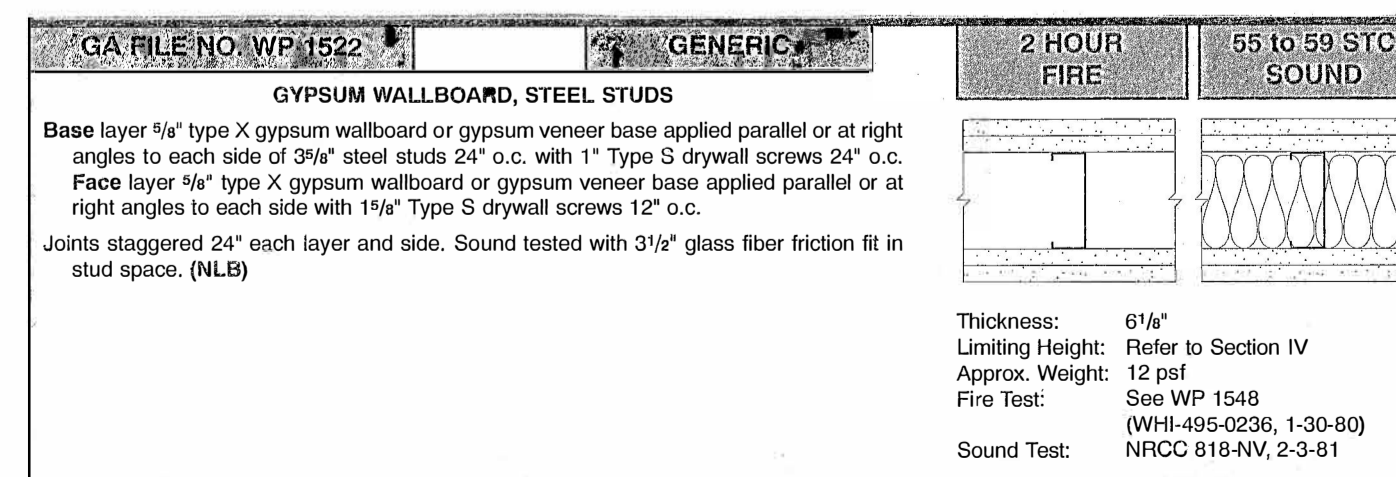 GA FILE NO. WP 1522
GENERIC
2 HOUR
FIRE
55 to 59 STC
SOUND
GYPSUM WALLBOARD, STEEL STUDS
Base layer 5/8" type X gypsum wallboard or gypsum veneer base applied parallel or at right
angles to each side of 35/8" steel studs 24" o.c. with 1" Type S drywall screws 24" o.c.
Face layer 5/8" type X gypsum wallboard or gypsum veneer base applied parallel or at
right angles to each side with 15/8" Type S drywall screws 12" o.c.
Joints staggered 24" each layer and side. Sound tested with 31/2" glass fiber friction fit in
stud space. (NLB)
Thickness: 61/8"
Limiting Height: Refer to Section IV
Approx. Weight: 12 psf
Fire Test: See WP 1548
(WHI-495-0236, 1-30-80)
Sound Test: NRCC 818-NV, 2-3-81